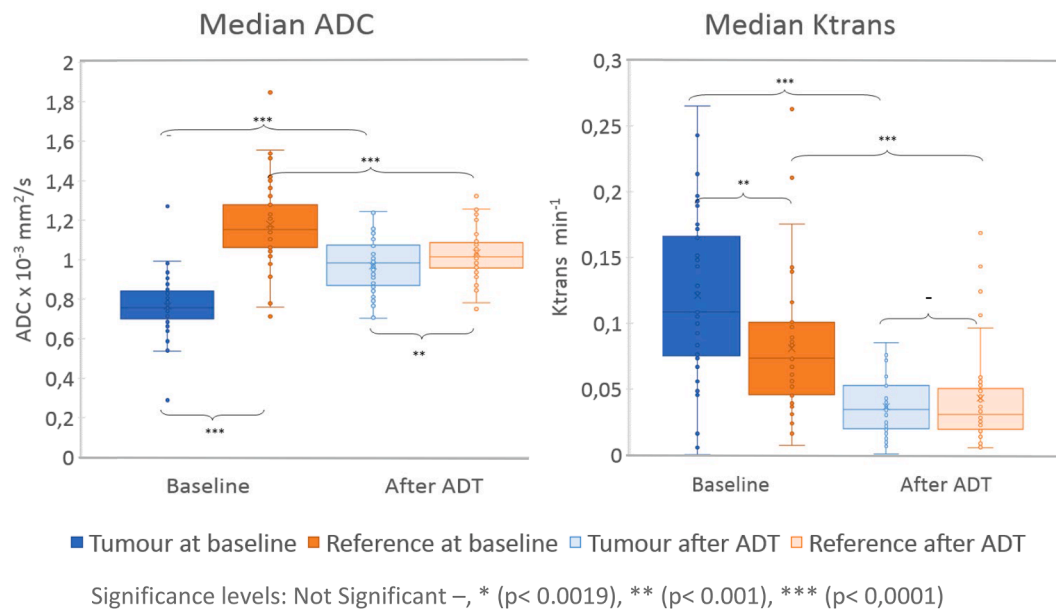 Median ADC
Median Ktrans
2
1,8
1,6
1,4
1,2
1
0,8
0,6
0,4
0,2
0
ADC x 10⁻³ mm²/s
–
***
***
**
***
Baseline
After ADT
0,3
0,25
0,2
0,15
0,1
0,05
0
Ktrans min⁻¹
***
***
**
-
Baseline
After ADT
Tumour at baseline Reference at baseline Tumour after ADT Reference after ADT
Significance levels: Not Significant –, * (p< 0.0019), ** (p< 0.001), *** (p< 0,0001)